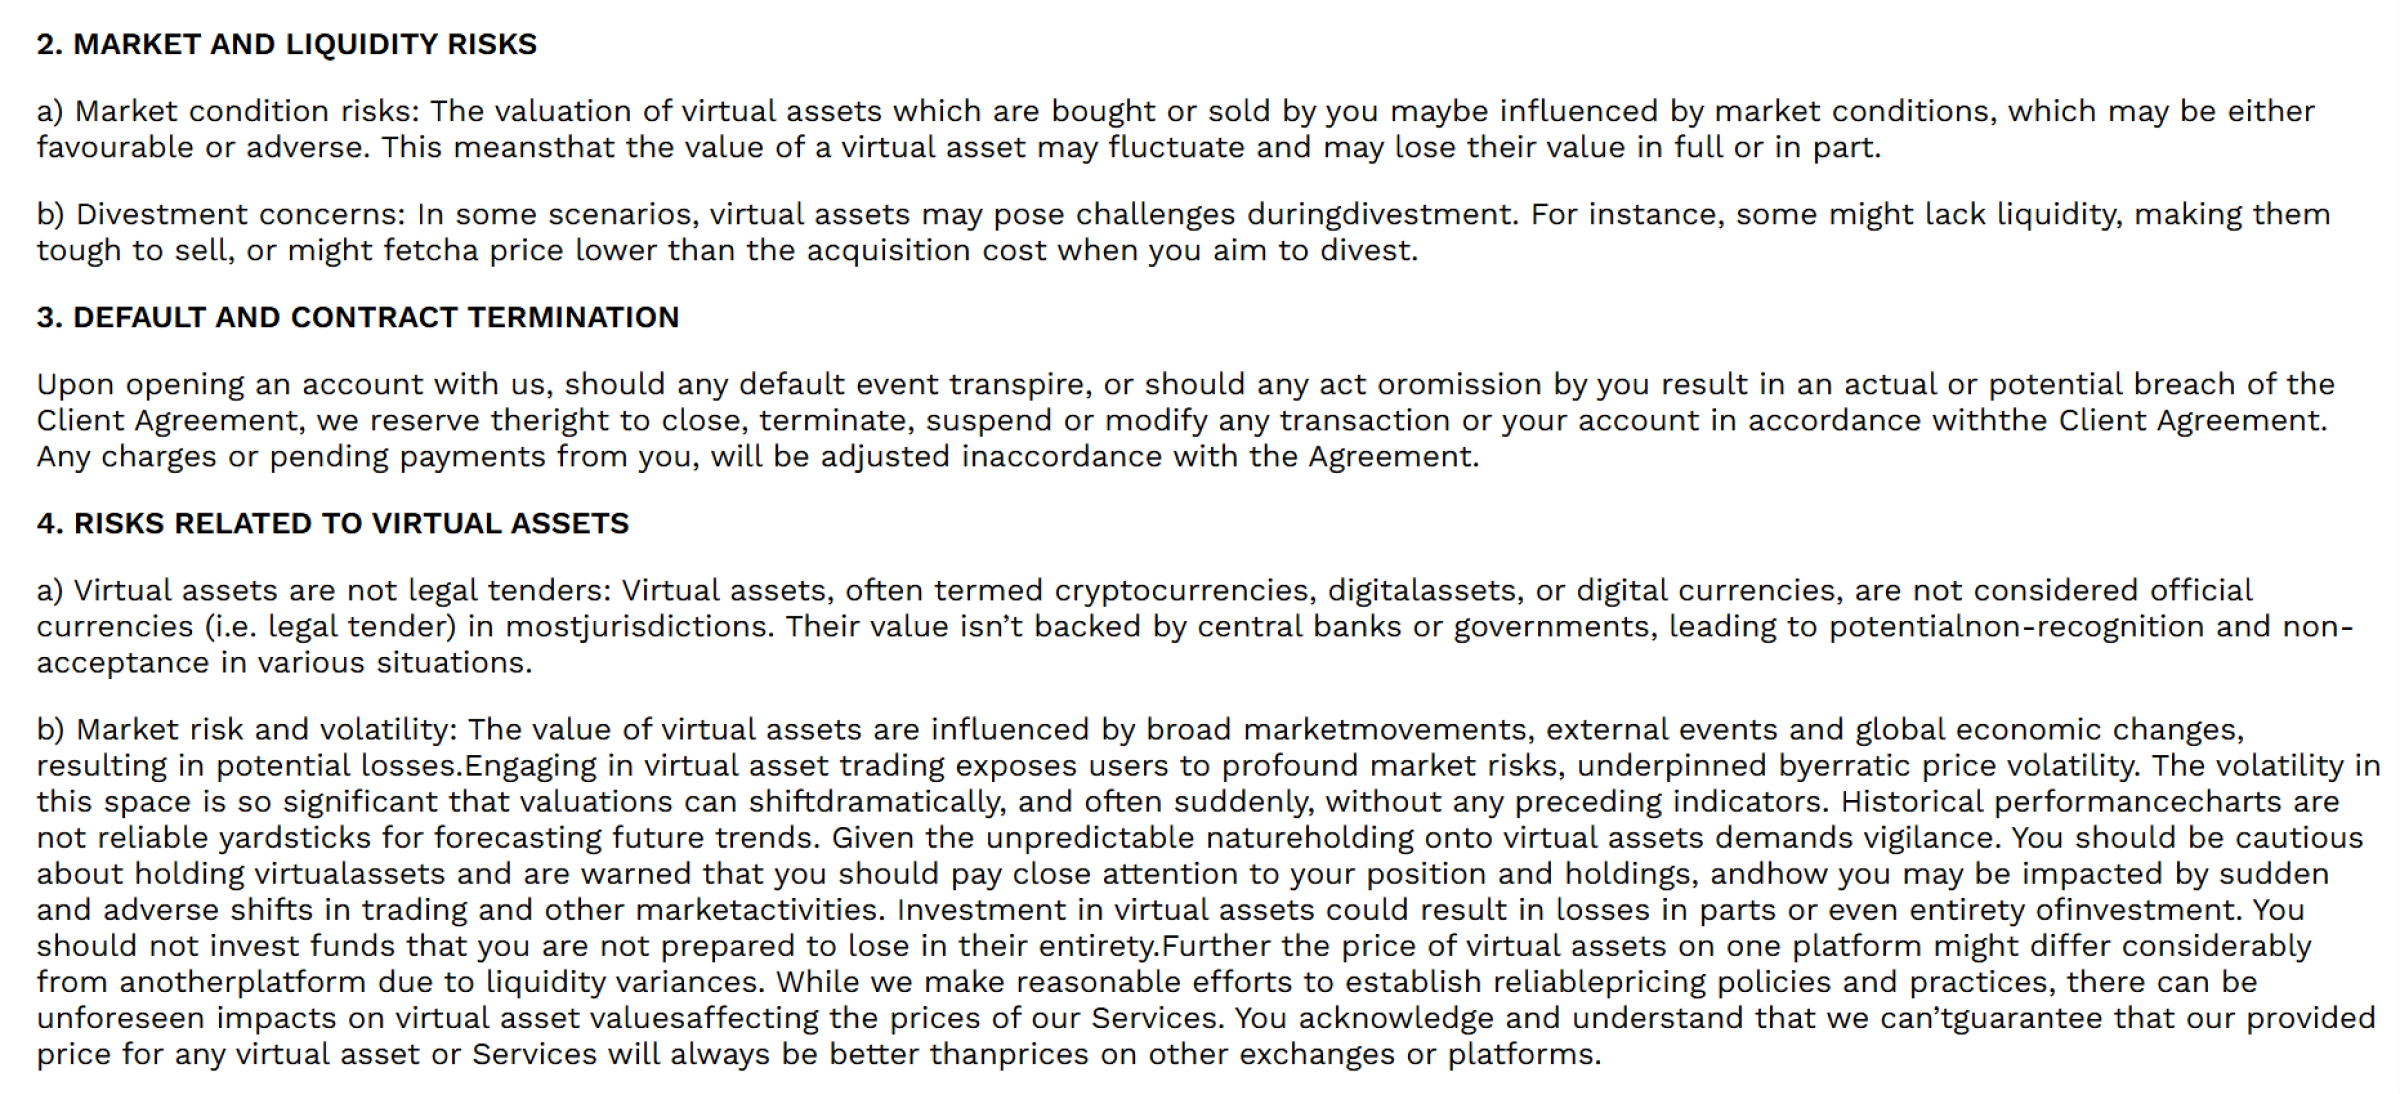 2. MARKET AND LIQUIDITY RISKS
a) Market condition risks: The valuation of virtual assets which are bought or sold by you maybe influenced by market conditions, which may be either
favourable or adverse. This meansthat the value of a virtual asset may fluctuate and may lose their value in full or in part.
b) Divestment concerns: In some scenarios, virtual assets may pose challenges duringdivestment. For instance, some might lack liquidity, making them
tough to sell, or might fetcha price lower than the acquisition cost when you aim to divest.
3. DEFAULT AND CONTRACT TERMINATION
Upon opening an account with us, should any default event transpire, or should any act oromission by you result in an actual or potential breach of the
Client Agreement, we reserve theright to close, terminate, suspend or modify any transaction or your account in accordance withthe Client Agreement.
Any charges or pending payments from you, will be adjusted inaccordance with the Agreement.
4. RISKS RELATED TO VIRTUAL ASSETS
a) Virtual assets are not legal tenders: Virtual assets, often termed cryptocurrencies, digitalassets, or digital currencies, are not considered official
currencies (i.e. legal tender) in mostjurisdictions. Their value isn’t backed by central banks or governments, leading to potentialnon-recognition and non-
acceptance in various situations.
b) Market risk and volatility: The value of virtual assets are influenced by broad marketmovements, external events and global economic changes,
resulting in potential losses.Engaging in virtual asset trading exposes users to profound market risks, underpinned byerratic price volatility. The volatility in
this space is so significant that valuations can shiftdramatically, and often suddenly, without any preceding indicators. Historical performancecharts are
not reliable yardsticks for forecasting future trends. Given the unpredictable natureholding onto virtual assets demands vigilance. You should be cautious
about holding virtualassets and are warned that you should pay close attention to your position and holdings, andhow you may be impacted by sudden
and adverse shifts in trading and other marketactivities. Investment in virtual assets could result in losses in parts or even entirety ofinvestment. You
should not invest funds that you are not prepared to lose in their entirety.Further the price of virtual assets on one platform might differ considerably
from anotherplatform due to liquidity variances. While we make reasonable efforts to establish reliablepricing policies and practices, there can be
unforeseen impacts on virtual asset valuesaffecting the prices of our Services. You acknowledge and understand that we can’tguarantee that our provided
price for any virtual asset or Services will always be better thanprices on other exchanges or platforms.